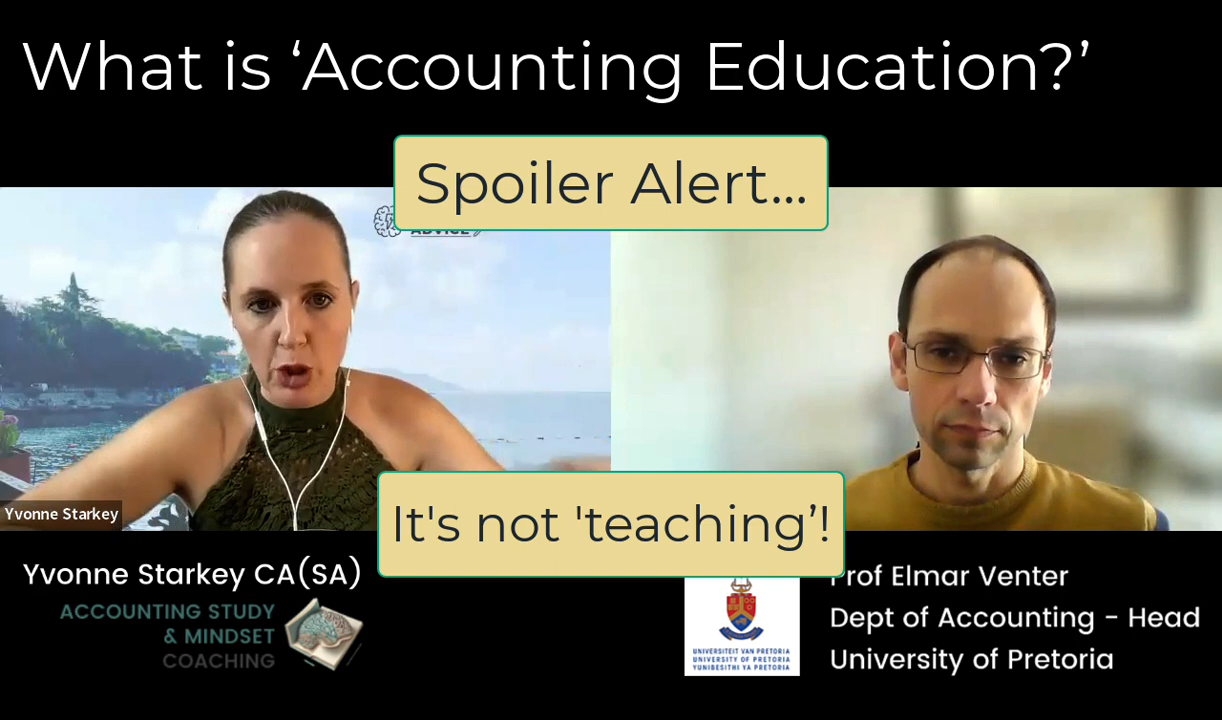 What is ‘Accounting Education?’
Spoiler Alert...
ADVICE
It's not 'teaching’!
Yvonne Starkey
Yvonne Starkey CA(SA)
ACCOUNTING STUDY
& MINDSET
COACHING
UNIVERSITEIT VAN PRETORIA
UNIVERSITY OF PRETORIA
YUNIBESITHI YA PRETORIA
Prof Elmar Venter
Dept of Accounting - Head
University of Pretoria